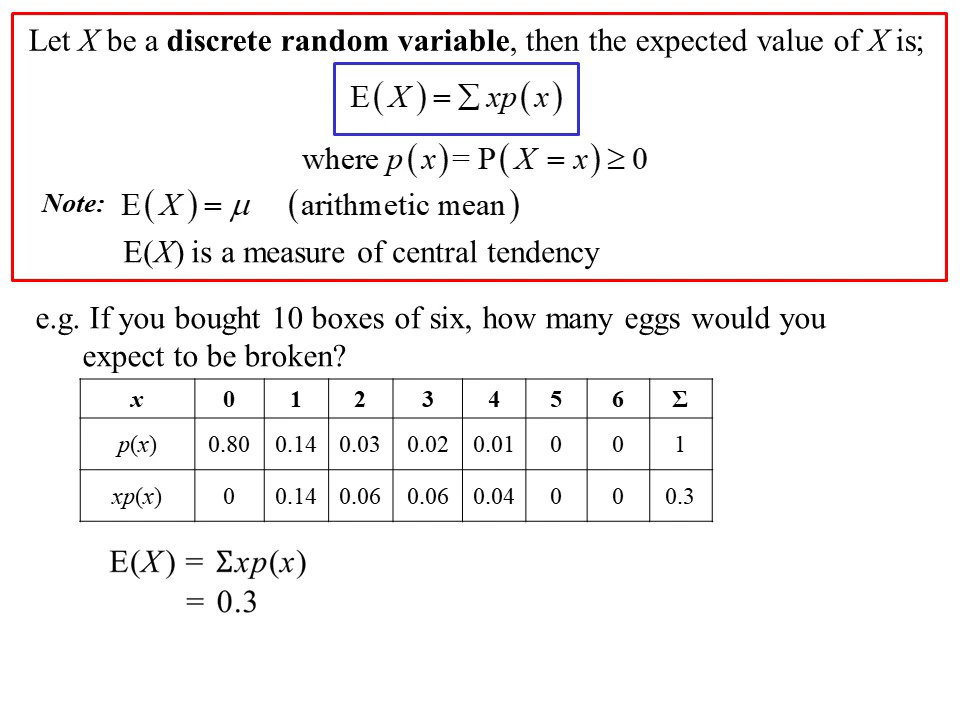 Let X be a discrete random variable, then the expected value of X is;
E(X) = ∑ xp(x)
where p(x) = P(X = x) ≥ 0
Note: E(X) = μ (arithmetic mean)
E(X) is a measure of central tendency
e.g. If you bought 10 boxes of six, how many eggs would you
expect to be broken?
x 0 1 2 3 4 5 6 Σ
p(x) 0.80 0.14 0.03 0.02 0.01 0 0 1
xp(x) 0 0.14 0.06 0.06 0.04 0 0 0.3
E(X) = Σxp(x)
= 0.3